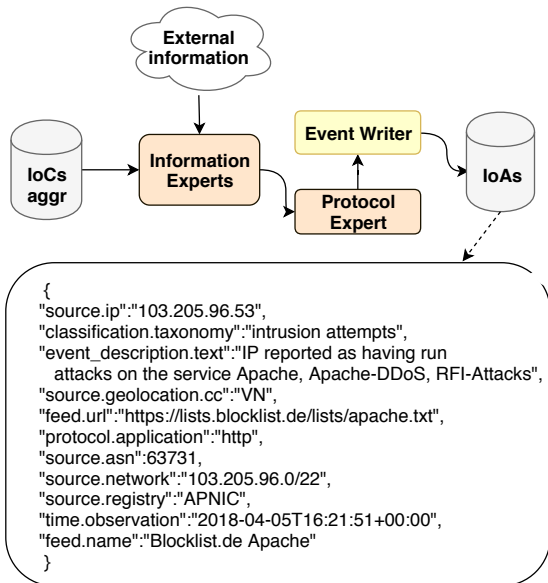 External
information
IoCs
aggr
Information
Experts
Protocol
Expert
Event Writer
IoAs
{
"source.ip":"103.205.96.53",
"classification.taxonomy":"intrusion attempts",
"event_description.text":"IP reported as having run
attacks on the service Apache, Apache-DDoS, RFI-Attacks",
"source.geolocation.cc":"VN",
"feed.url":"https://lists.blocklist.de/lists/apache.txt",
"protocol.application":"http",
"source.asn":63731,
"source.network":"103.205.96.0/22",
"source.registry":"APNIC",
"time.observation":"2018-04-05T16:21:51+00:00",
"feed.name":"Blocklist.de Apache"
}